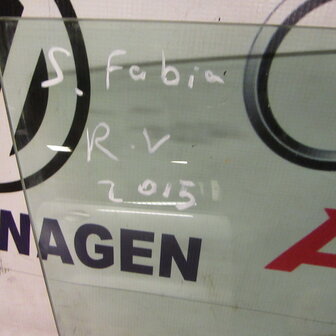 S. Fabia
R.V
2015
NAGEN
A